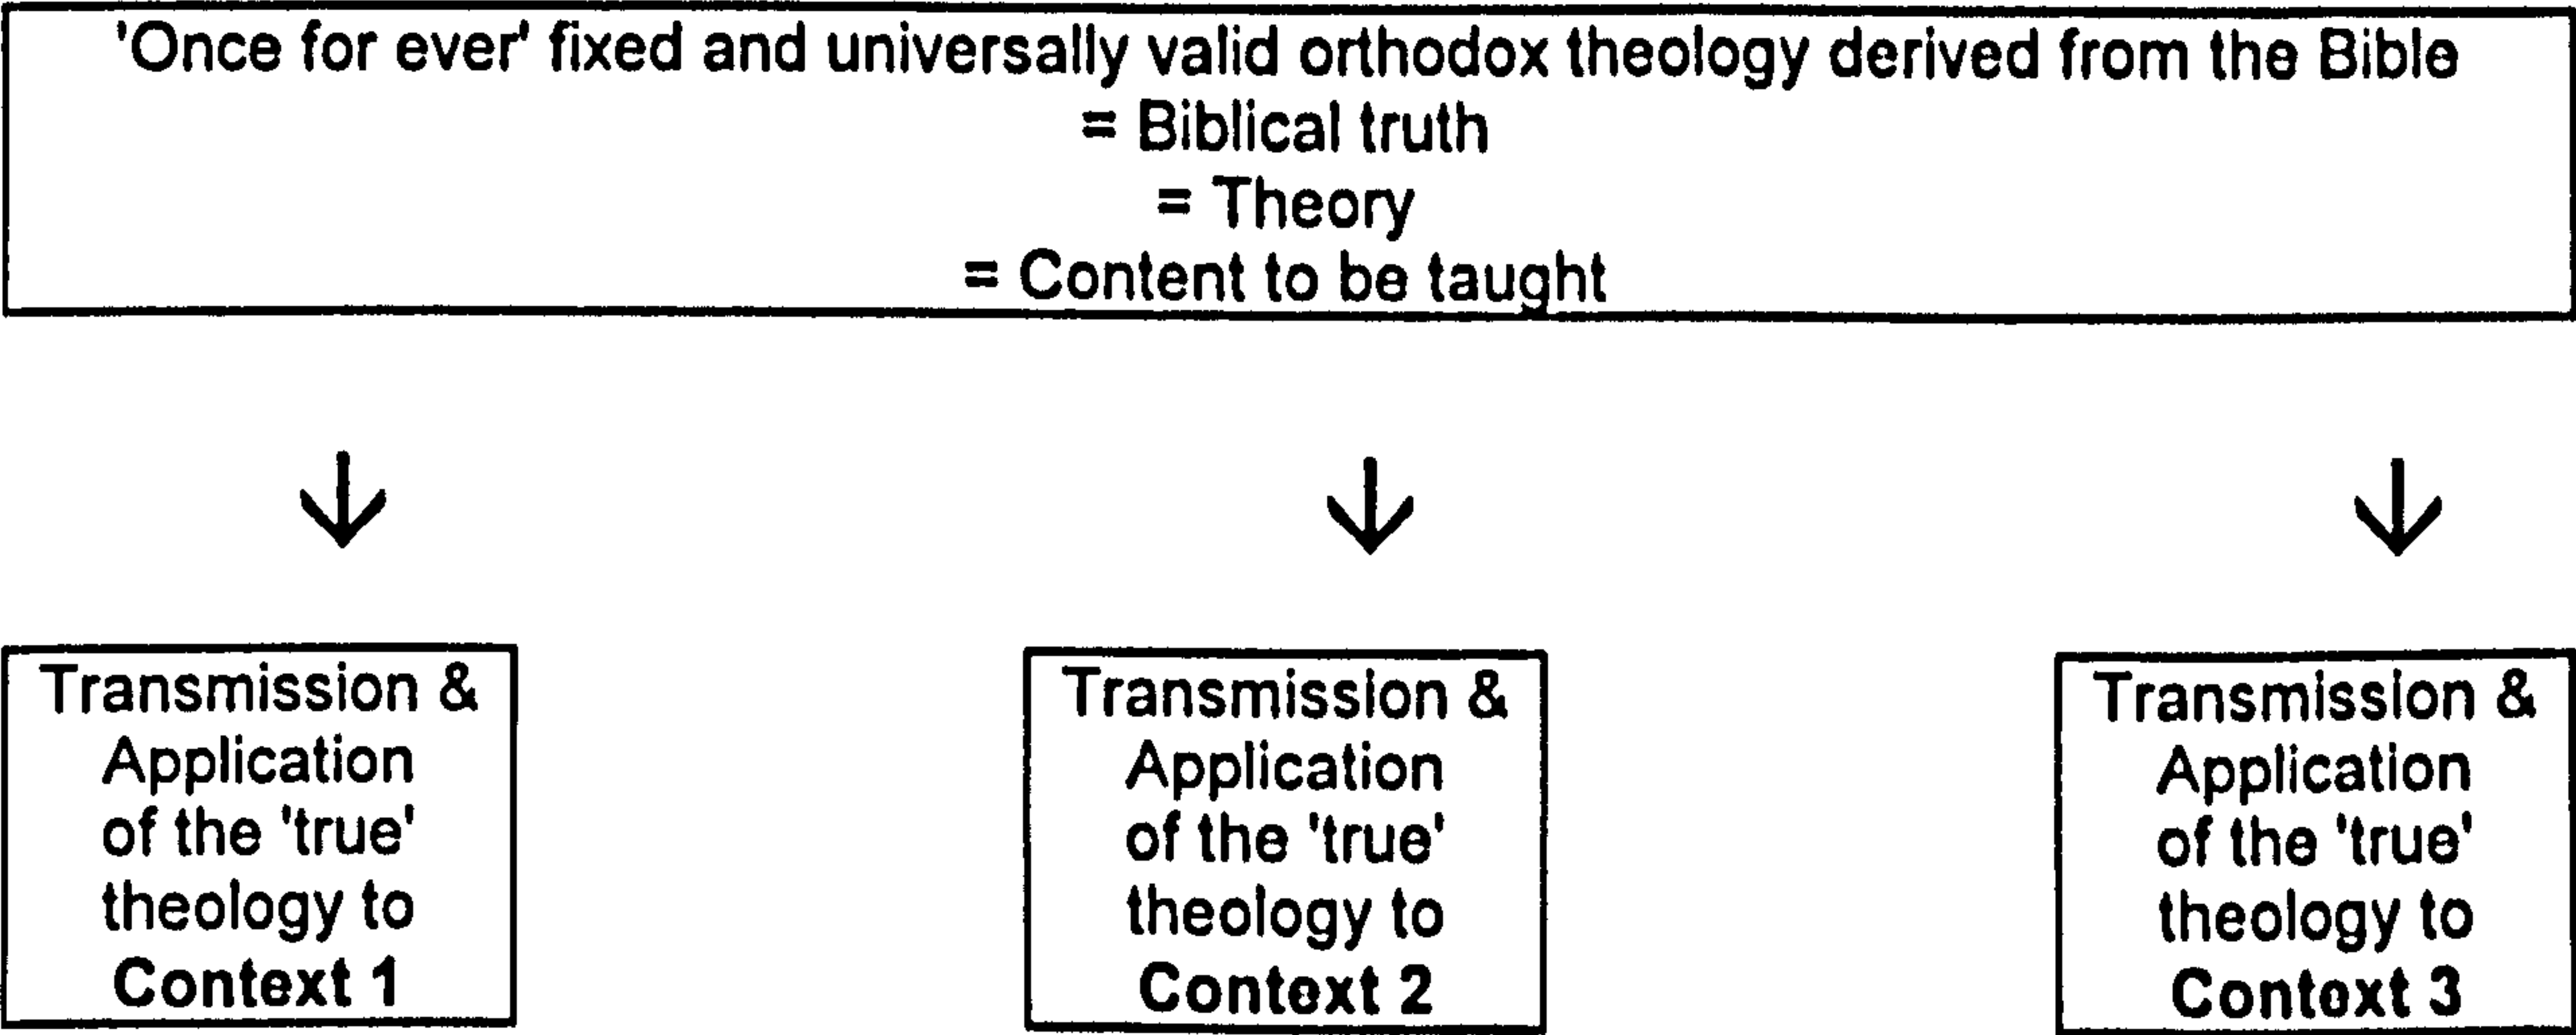 'Once for ever' fixed and universally valid orthodox theology derived from the Bible
= Biblical truth
= Theory
= Content to be taught
↓ ↓ ↓
Transmission &
Application
of the 'true'
theology to
Context 1
Transmission &
Application
of the 'true'
theology to
Context 2
Transmission &
Application
of the 'true'
theology to
Context 3